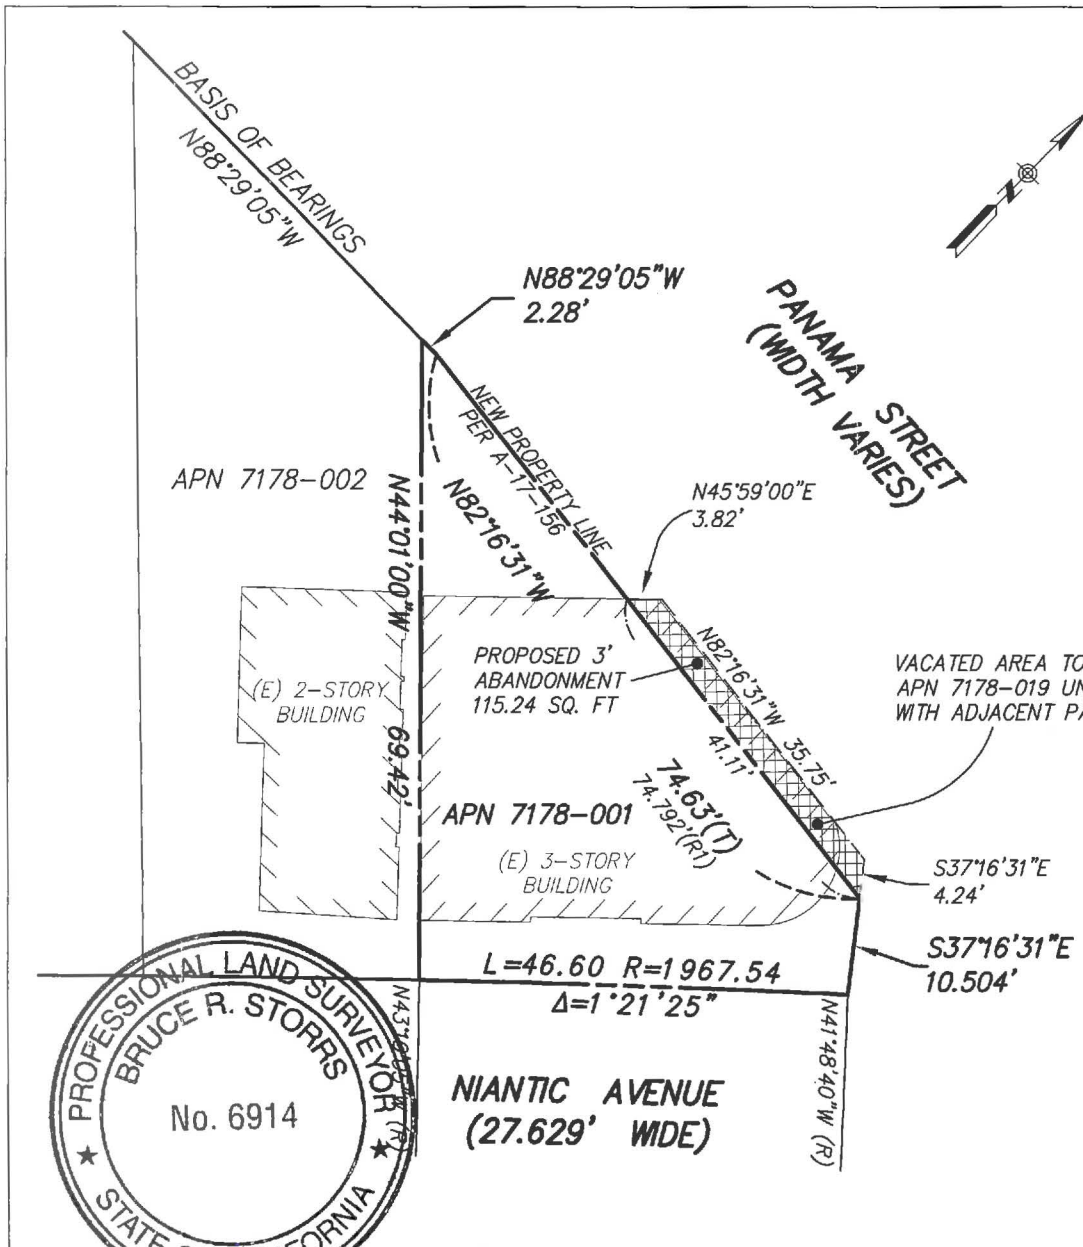 BASIS OF BEARINGS
N88°29'05"W
N88°29'05"W
2.28'
N
PANAMA STREET
(WIDTH VARIES)
NEW PROPERTY LINE
PER A-17-156
N82°16'31"W
APN 7178-002
N44°01'00"W 69.42'
N45°59'00"E
3.82'
PROPOSED 3'
ABANDONMENT
115.24 SQ. FT
N82°16'31"W 35.75'
41.11'
VACATED AREA TO
APN 7178-019 UN
WITH ADJACENT PA
(E) 2-STORY
BUILDING
74.63'(T)
74.792'(R1)
APN 7178-001
(E) 3-STORY
BUILDING
S37°16'31"E
4.24'
S37°16'31"E
10.504'
L=46.60 R=1967.54
Δ=1°21'25"
(R)
N41°48'40"W (R)
NIANTIC AVENUE
(27.629' WIDE)
PROFESSIONAL LAND SURVEYOR
BRUCE R. STORRS
No. 6914
STATE